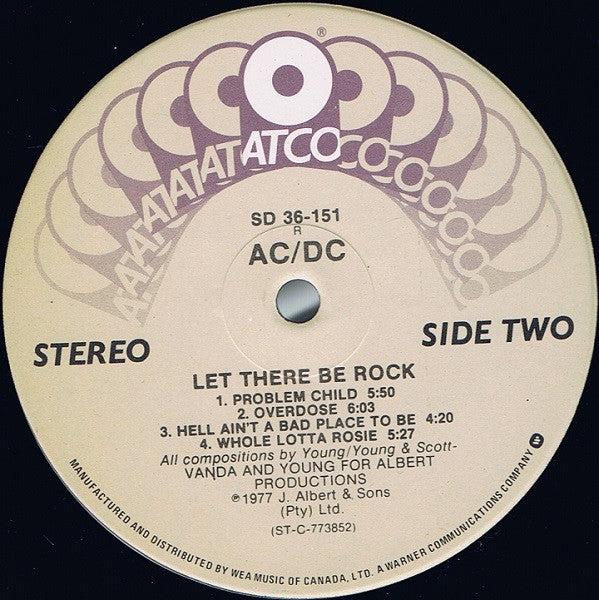 ®
ATATATATATCOCOCOCOCO
SD 36-151
R
AC/DC
STEREO
SIDE TWO
LET THERE BE ROCK
1. PROBLEM CHILD 5:50
2. OVERDOSE 6:03
3. HELL AIN'T A BAD PLACE TO BE 4:20
4. WHOLE LOTTA ROSIE 5:27
All compositions by Young/Young & Scott-
VANDA AND YOUNG FOR ALBERT
PRODUCTIONS
℗1977 J. Albert & Sons
(Pty) Ltd.
(ST-C-773852)
MANUFACTURED AND DISTRIBUTED BY WEA MUSIC OF CANADA, LTD. A WARNER COMMUNICATIONS COMPANY